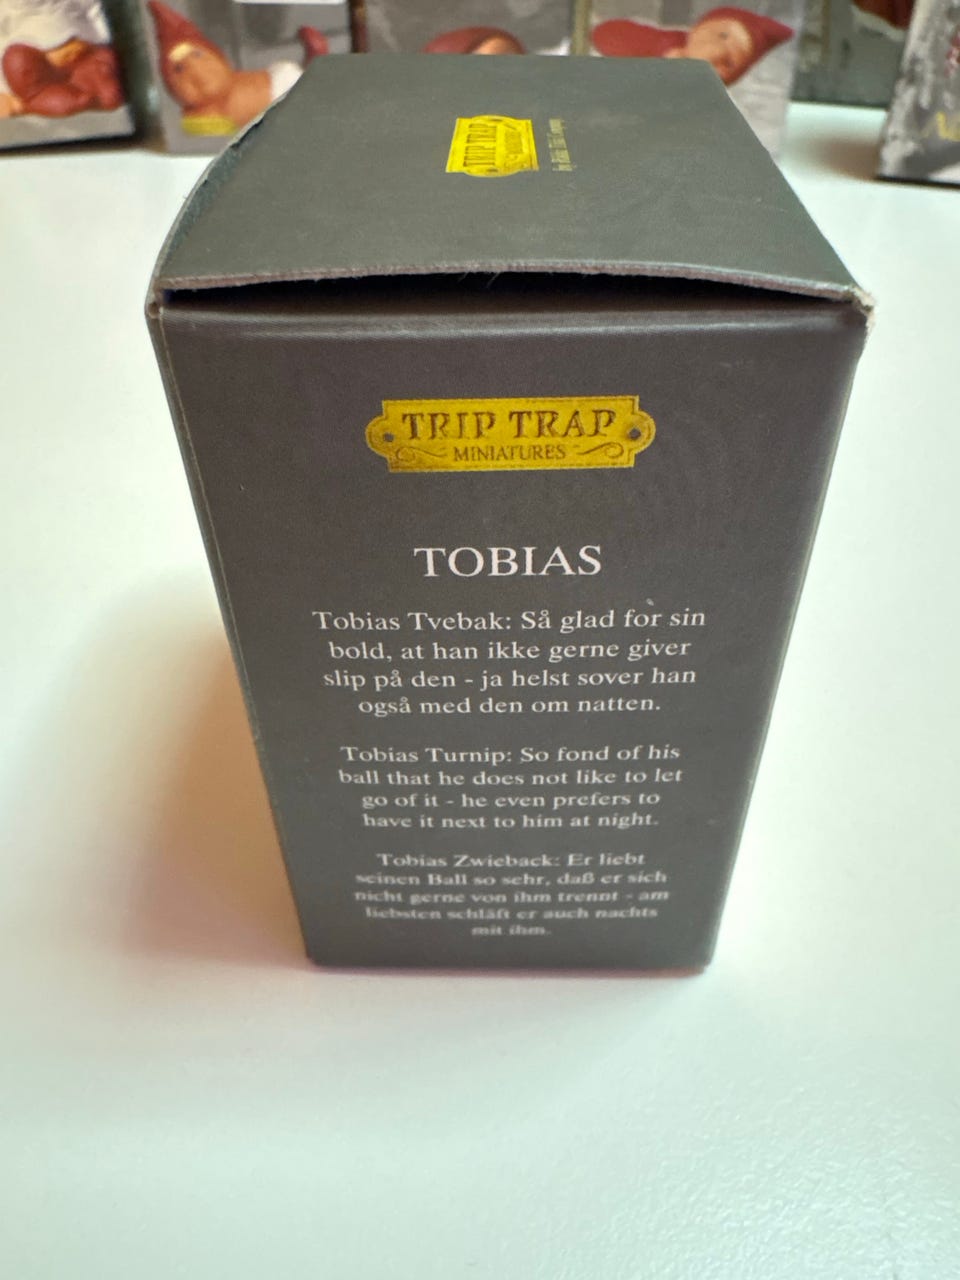 TRIP TRAP
MINIATURES
TRIP TRAP
MINIATURES
TOBIAS
Tobias Tvebak: Så glad for sin
bold, at han ikke gerne giver
slip på den - ja helst sover han
også med den om natten.
Tobias Turnip: So fond of his
ball that he does not like to let
go of it - he even prefers to
have it next to him at night.
Tobias Zwieback: Er liebt
seinen Ball so sehr, daß er sich
nicht gerne von ihm trennt - am
liebsten schläft er auch nachts
mit ihm.